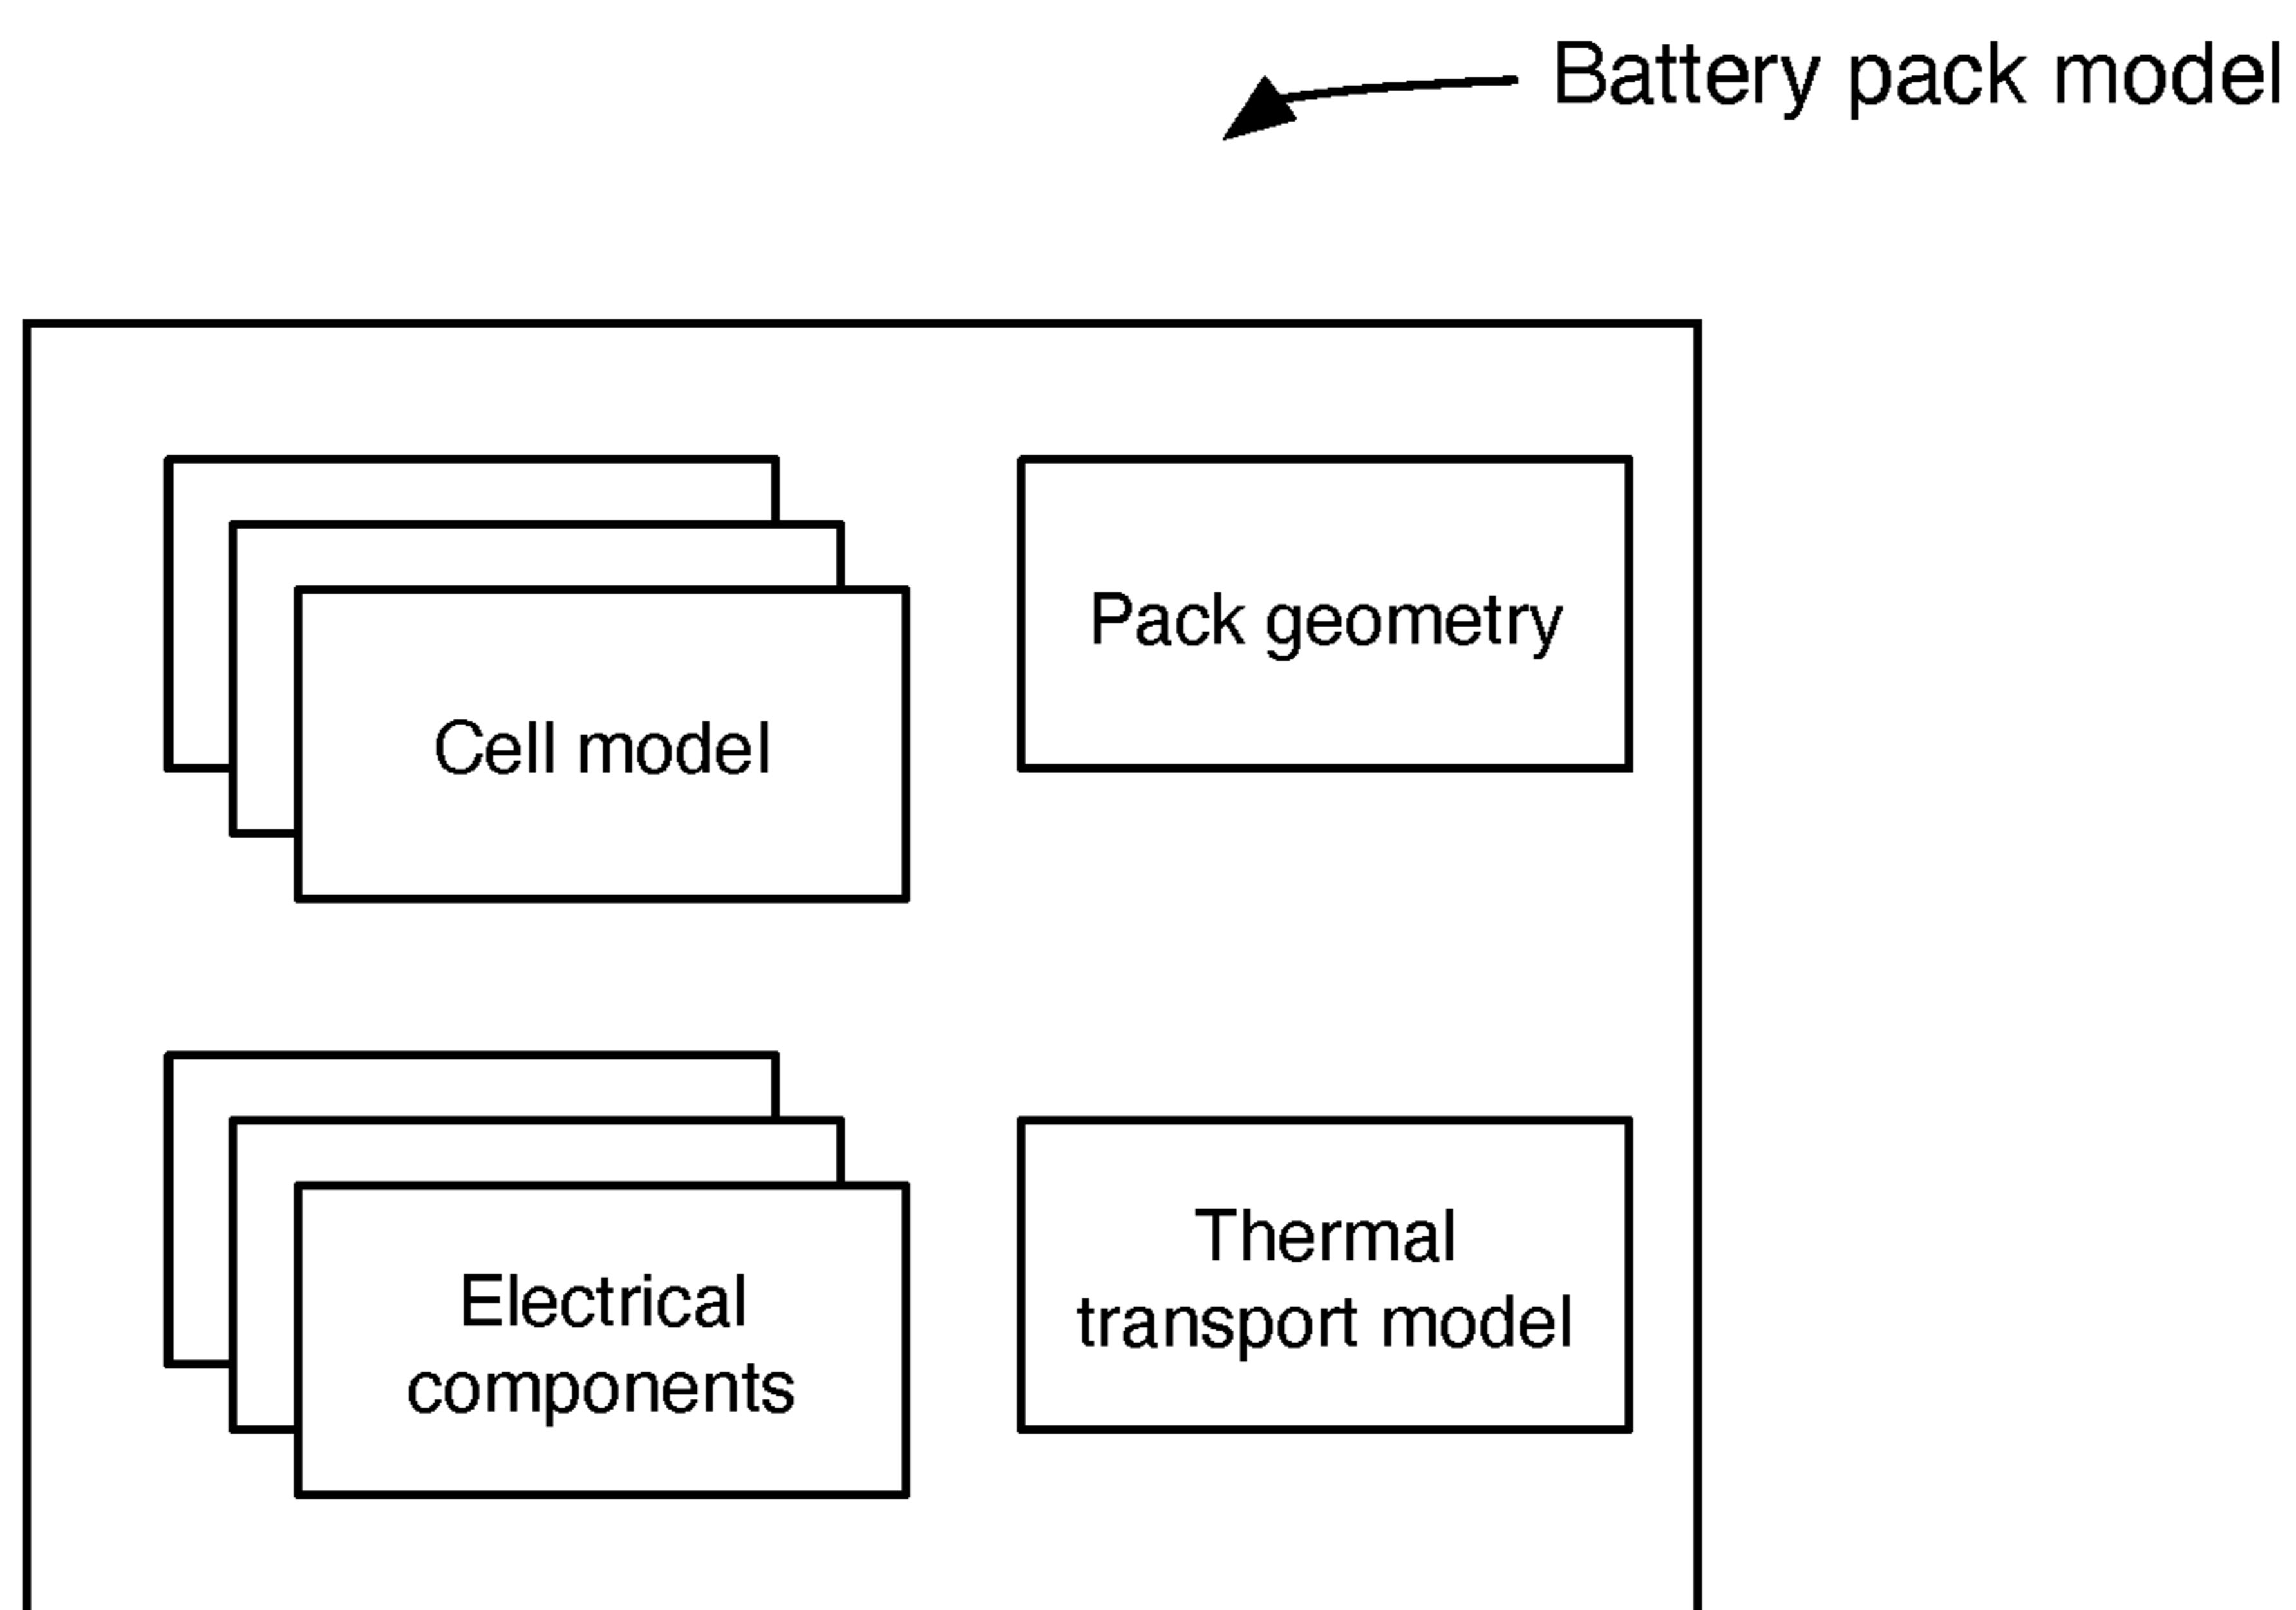 Battery pack model
Pack geometry
Cell model
Thermal
transport model
Electrical
components